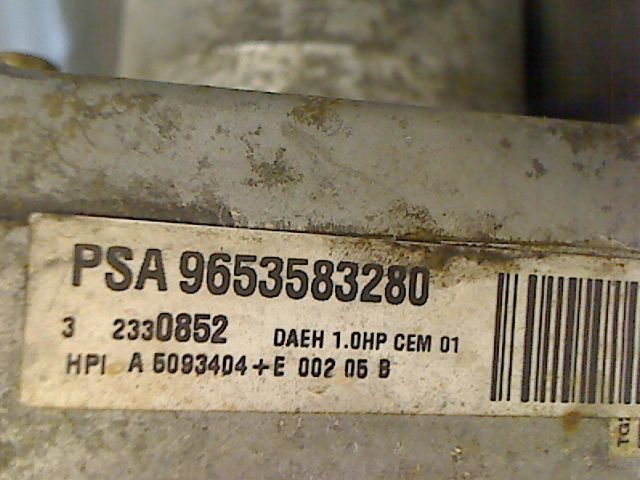 PSA 9653583280
3 2330852 DAEH 1.0HP CEM 01
HPI A 5093404+E 002 05 B